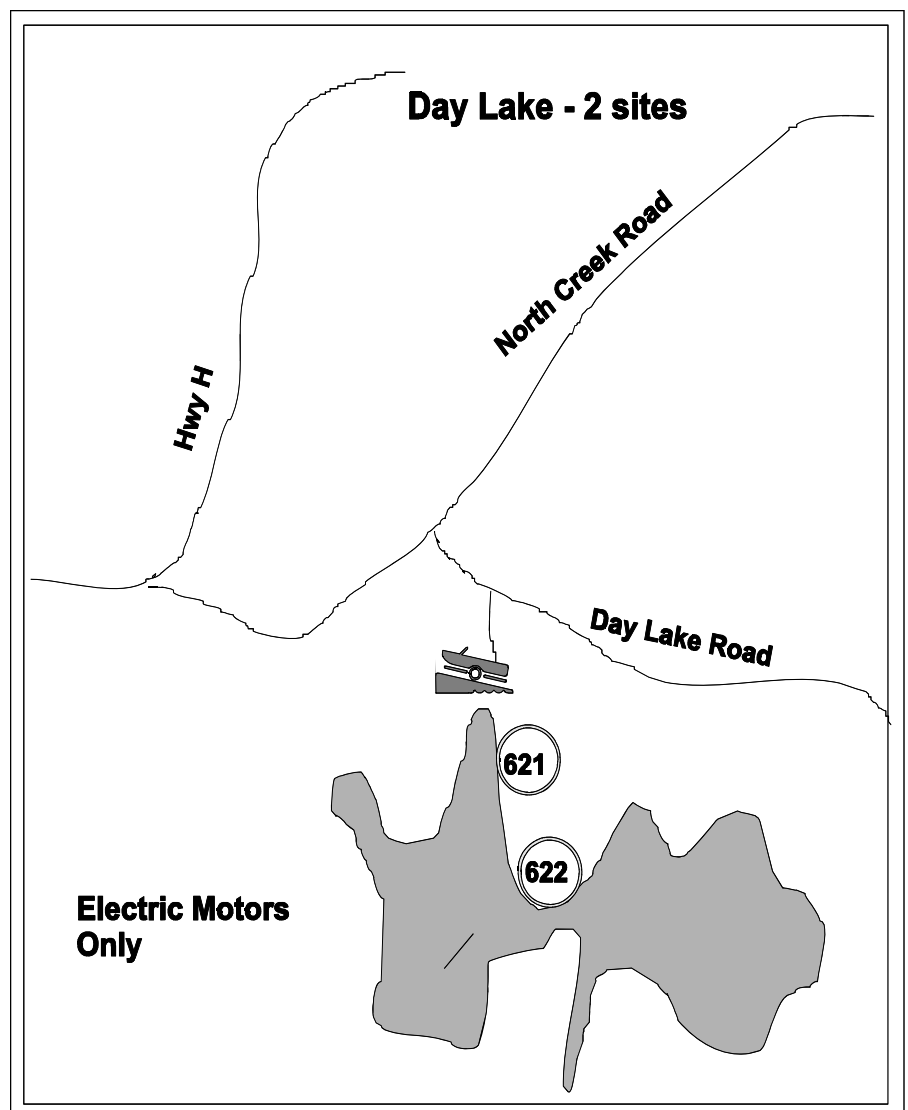 Day Lake - 2 sites
North Creek Road
Hwy H
Day Lake Road
621
622
Electric Motors
Only